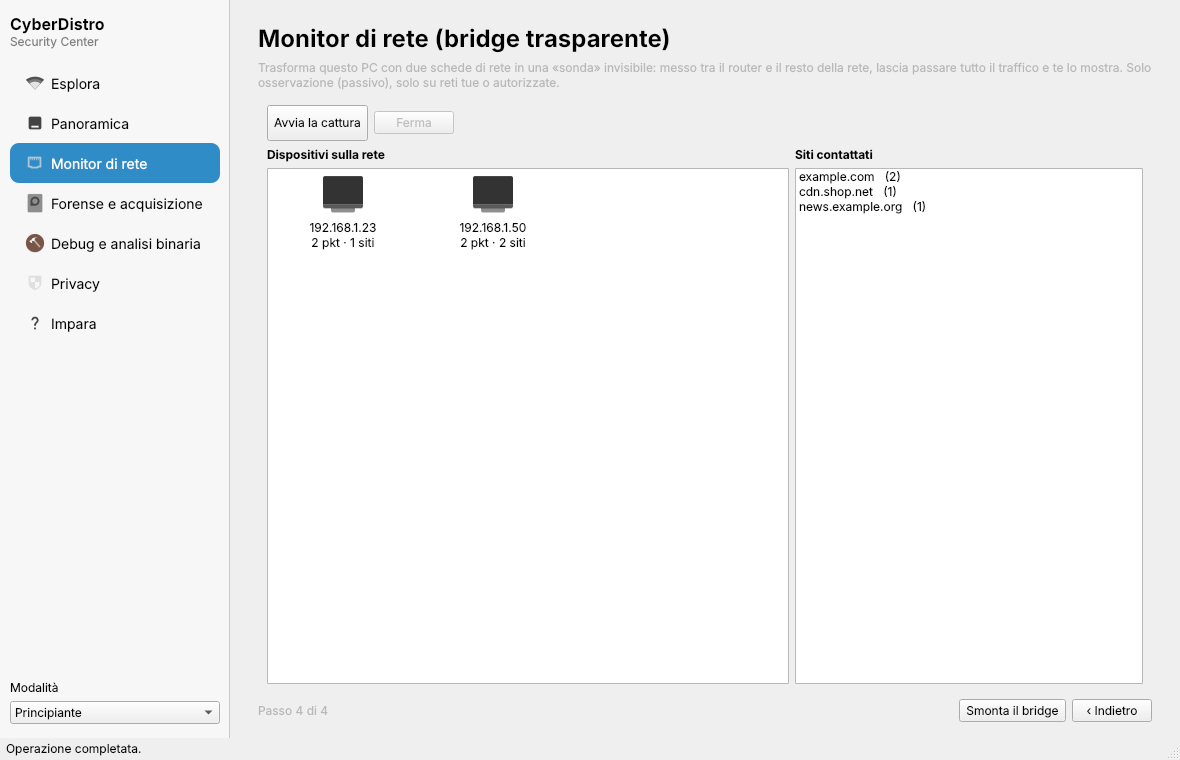 CyberDistro
Security Center
Esplora
Panoramica
Monitor di rete
Forense e acquisizione
Debug e analisi binaria
Privacy
? Impara
Modalità
Principiante
Operazione completata.
Monitor di rete (bridge trasparente)
Trasforma questo PC con due schede di rete in una «sonda» invisibile: messo tra il router e il resto della rete, lascia passare tutto il traffico e te lo mostra. Solo
osservazione (passivo), solo su reti tue o autorizzate.
Avvia la cattura
Ferma
Dispositivi sulla rete
192.168.1.23
2 pkt · 1 siti
192.168.1.50
2 pkt · 2 siti
Siti contattati
example.com (2)
cdn.shop.net (1)
news.example.org (1)
Passo 4 di 4
Smonta il bridge
‹ Indietro